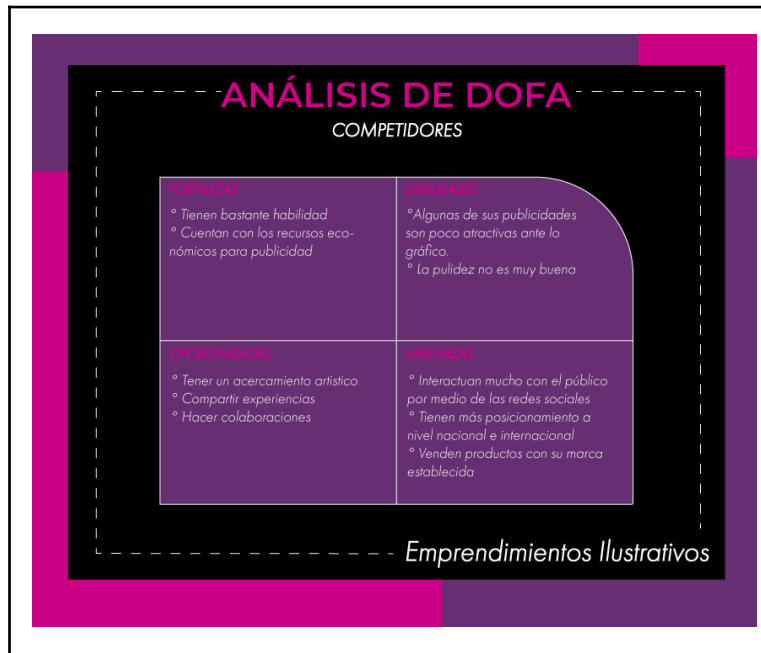 ANÁLISIS DE DOFA
COMPETIDORES
FORTALEZAS
° Tienen bastante habilidad
° Cuentan con los recursos eco-
nómicos para publicidad
DEBILIDADES
°Algunas de sus publicidades
son poco atractivas ante lo
gráfico.
° La pulidez no es muy buena
OPORTUNIDADES
° Tener un acercamiento artistico
° Compartir experiencias
° Hacer colaboraciones
AMENAZAS
° Interactuan mucho con el público
por medio de las redes sociales
° Tienen más posicionamiento a
nivel nacional e internacional
° Venden productos con su marca
establecida
Emprendimientos Ilustrativos